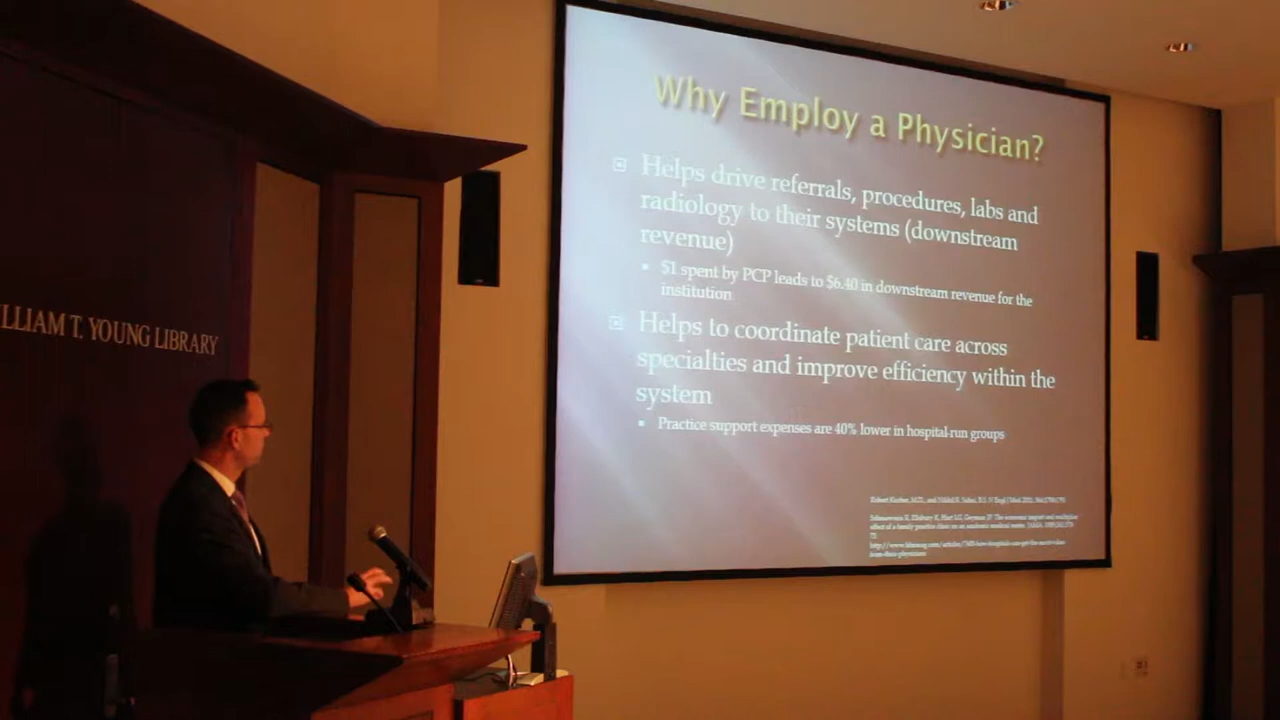 LLIAM T. YOUNG LIBRARY
Why Employ a Physician?
Helps drive referrals, procedures, labs and
radiology to their systems (downstream
revenue)
$1 spent by PCP leads to $6.40 in downstream revenue for the
institution
Helps to coordinate patient care across
specialties and improve efficiency within the
system
Practice support expenses are 40% lower in hospital-run groups